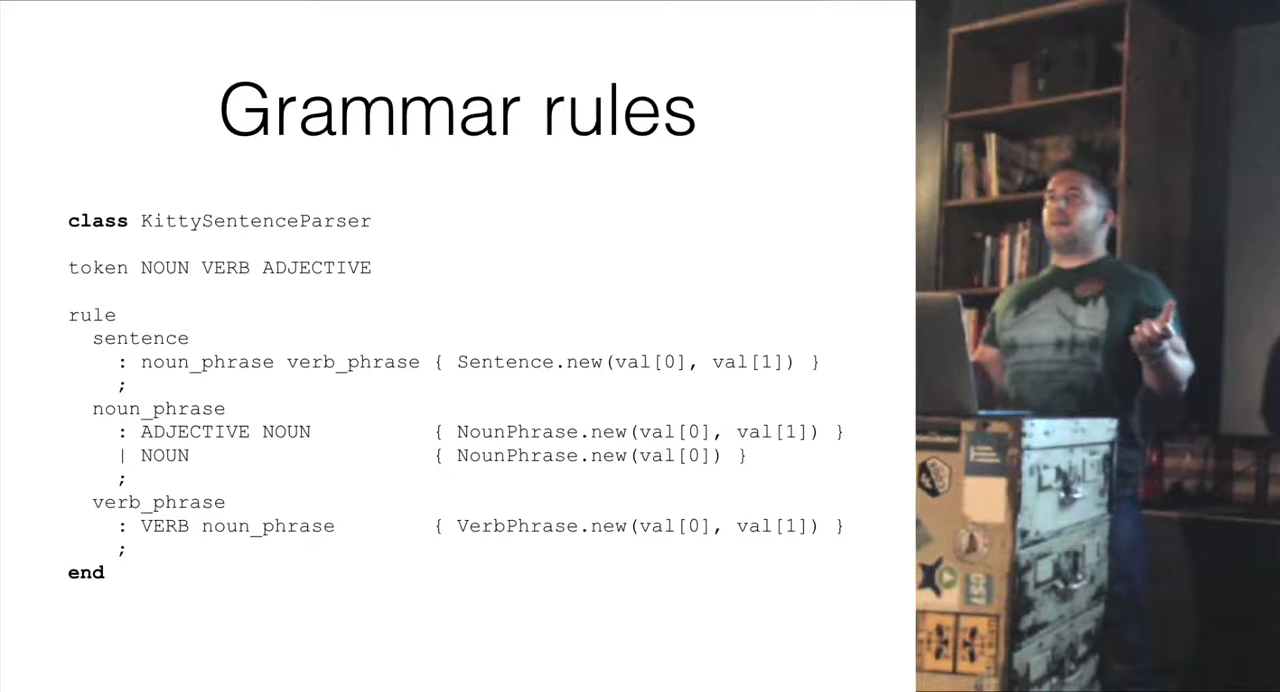 Grammar rules
class KittySentenceParser
token NOUN VERB ADJECTIVE
rule
sentence
: noun_phrase verb_phrase { Sentence.new(val[0], val[1]) }
;
noun_phrase
: ADJECTIVE NOUN { NounPhrase.new(val[0], val[1]) }
| NOUN { NounPhrase.new(val[0]) }
;
verb_phrase
: VERB noun_phrase { VerbPhrase.new(val[0], val[1]) }
;
end